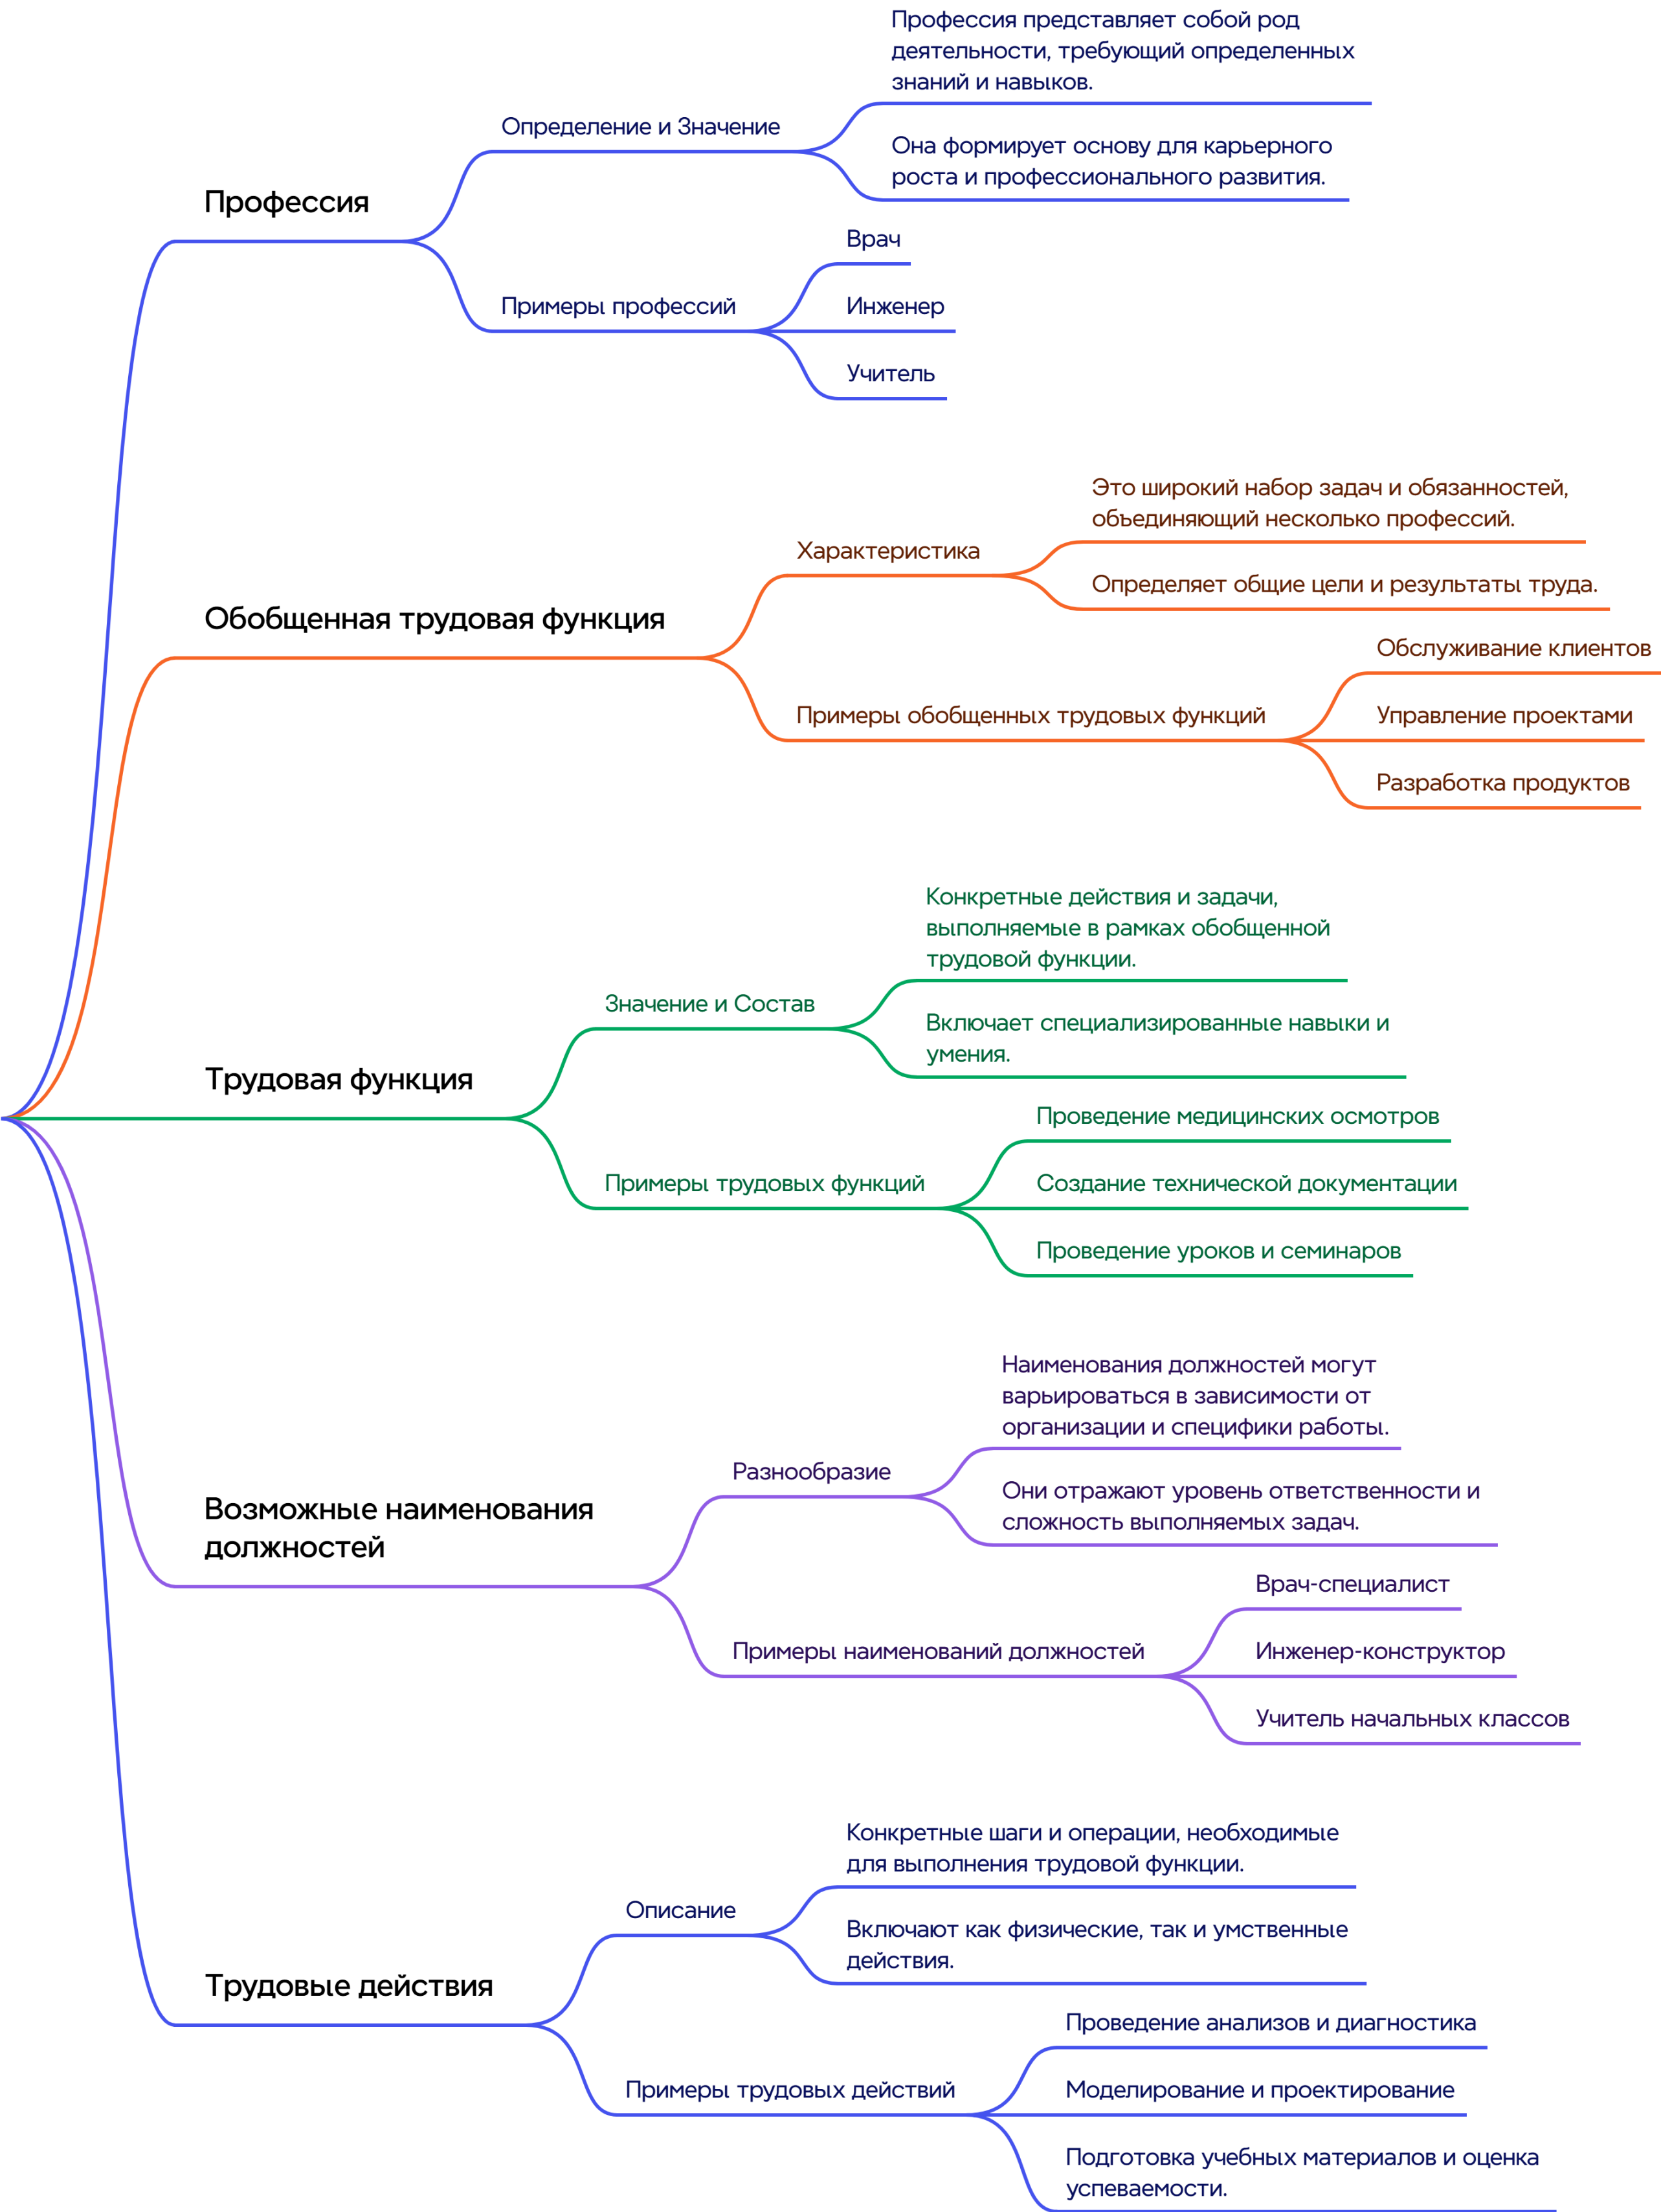 Профессия
Определение и Значение
Профессия представляет собой род
деятельности, требующий определенных
знаний и навыков.
Она формирует основу для карьерного
роста и профессионального развития.
Примеры профессий
Врач
Инженер
Учитель
Обобщенная трудовая функция
Характеристика
Это широкий набор задач и обязанностей,
объединяющий несколько профессий.
Определяет общие цели и результаты труда.
Примеры обобщенных трудовых функций
Обслуживание клиентов
Управление проектами
Разработка продуктов
Трудовая функция
Значение и Состав
Конкретные действия и задачи,
выполняемые в рамках обобщенной
трудовой функции.
Включает специализированные навыки и
умения.
Примеры трудовых функций
Проведение медицинских осмотров
Создание технической документации
Проведение уроков и семинаров
Возможные наименования
должностей
Разнообразие
Наименования должностей могут
варьироваться в зависимости от
организации и специфики работы.
Они отражают уровень ответственности и
сложность выполняемых задач.
Примеры наименований должностей
Врач-специалист
Инженер-конструктор
Учитель начальных классов
Трудовые действия
Описание
Конкретные шаги и операции, необходимые
для выполнения трудовой функции.
Включают как физические, так и умственные
действия.
Примеры трудовых действий
Проведение анализов и диагностика
Моделирование и проектирование
Подготовка учебных материалов и оценка
успеваемости.